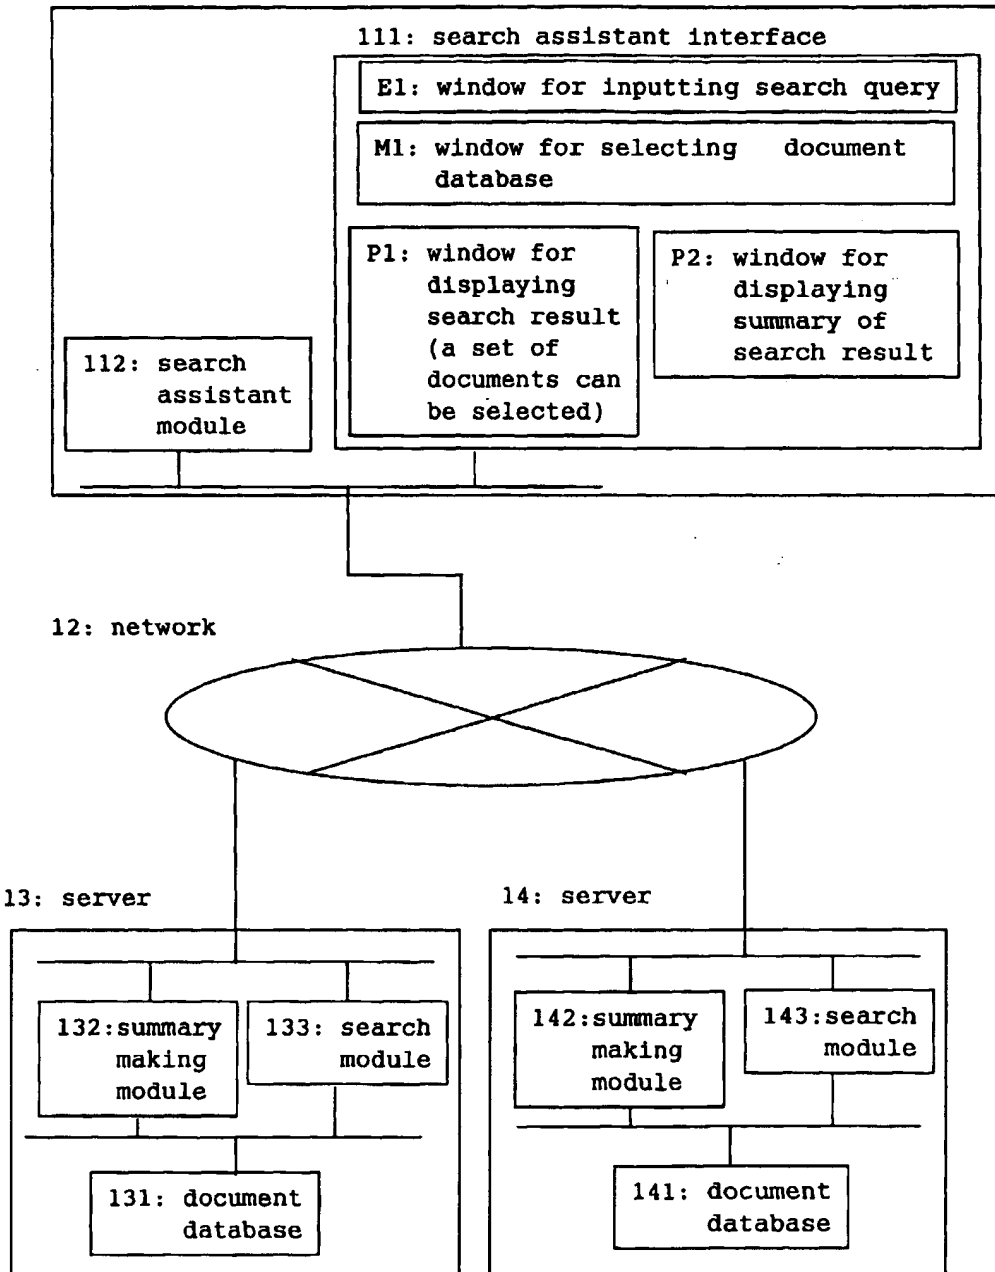 111: search assistant interface
E1: window for inputting search query
M1: window for selecting document
database
P1: window for
displaying
search result
(a set of
documents can
be selected)
P2: window for
displaying
summary of
search result
112: search
assistant
module
12: network
13: server
132:summary
making
module
133: search
module
131: document
database
14: server
142:summary
making
module
143:search
module
141: document
database